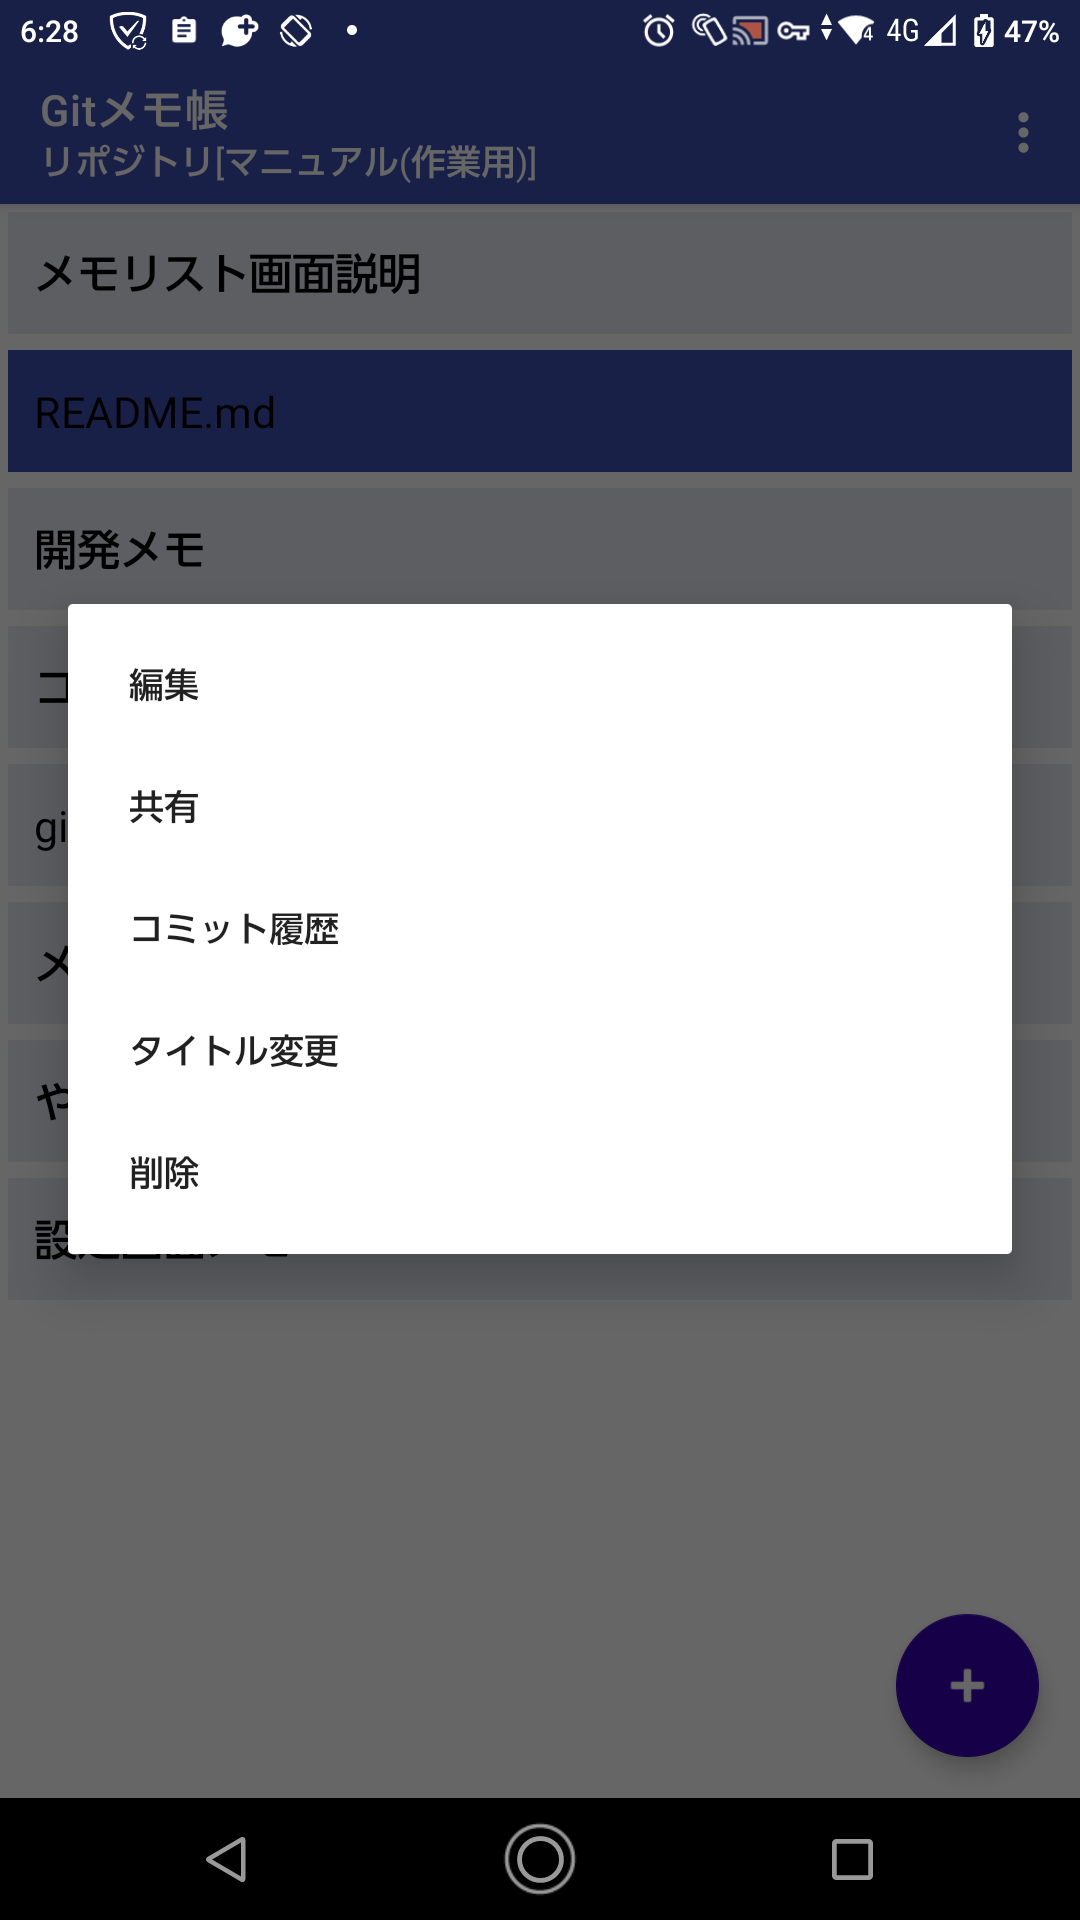 6:28
4
4G
47%
Gitメモ帳
リポジトリ[マニュアル(作業用)]
メモリスト画面説明
README.md
開発メモ
コ
編集
共有
gi
コミット履歴
メ
タイトル変更
や
削除
設